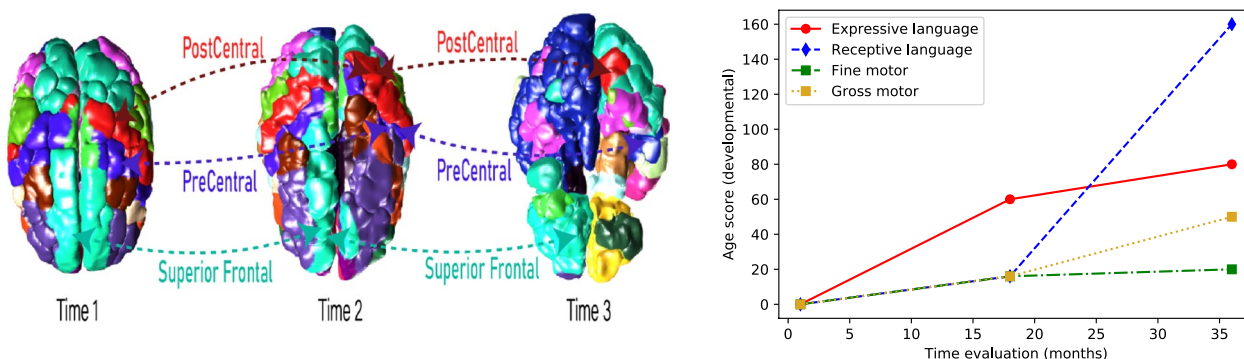 PostCentral
PostCentral
PreCentral
PreCentral
Superior Frontal
Superior Frontal
Time 1
Time 2
Time 3
Expressive language
Receptive language
Fine motor
Gross motor
Age score (developmental)
160
140
120
100
80
60
40
20
0
0
5
10
15
20
25
30
35
Time evaluation (months)